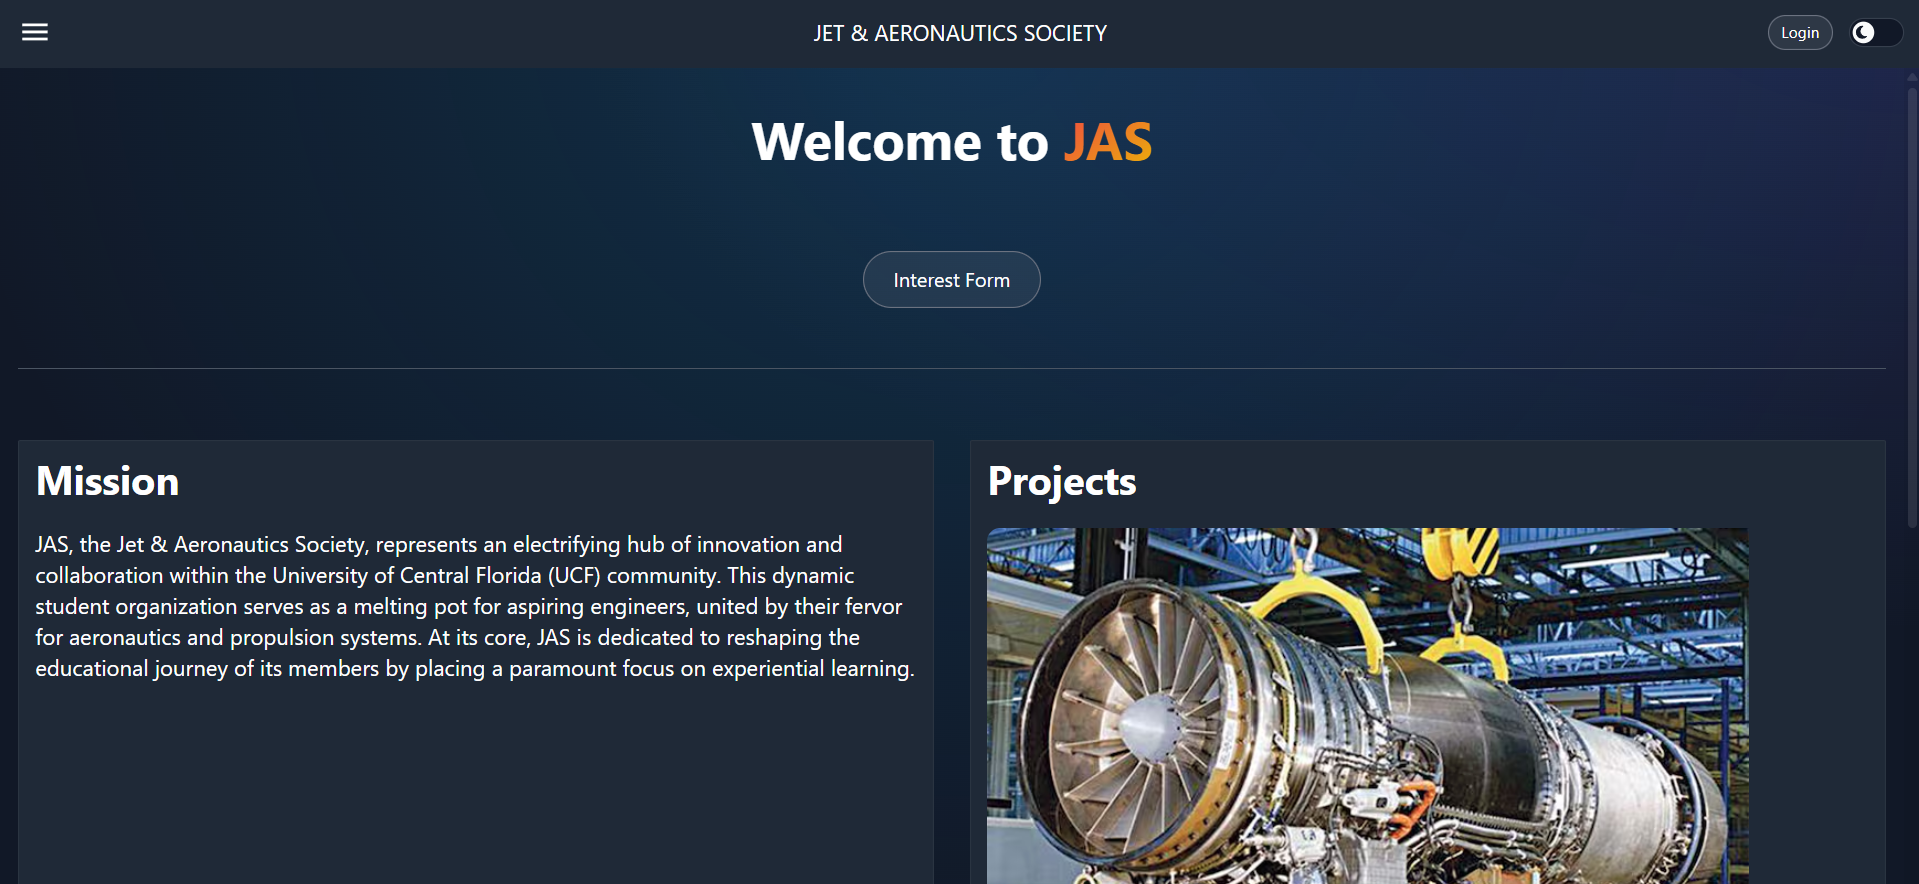 JET & AERONAUTICS SOCIETY
Login
Welcome to JAS
Interest Form
Mission
JAS, the Jet & Aeronautics Society, represents an electrifying hub of innovation and
collaboration within the University of Central Florida (UCF) community. This dynamic
student organization serves as a melting pot for aspiring engineers, united by their fervor
for aeronautics and propulsion systems. At its core, JAS is dedicated to reshaping the
educational journey of its members by placing a paramount focus on experiential learning.
Projects